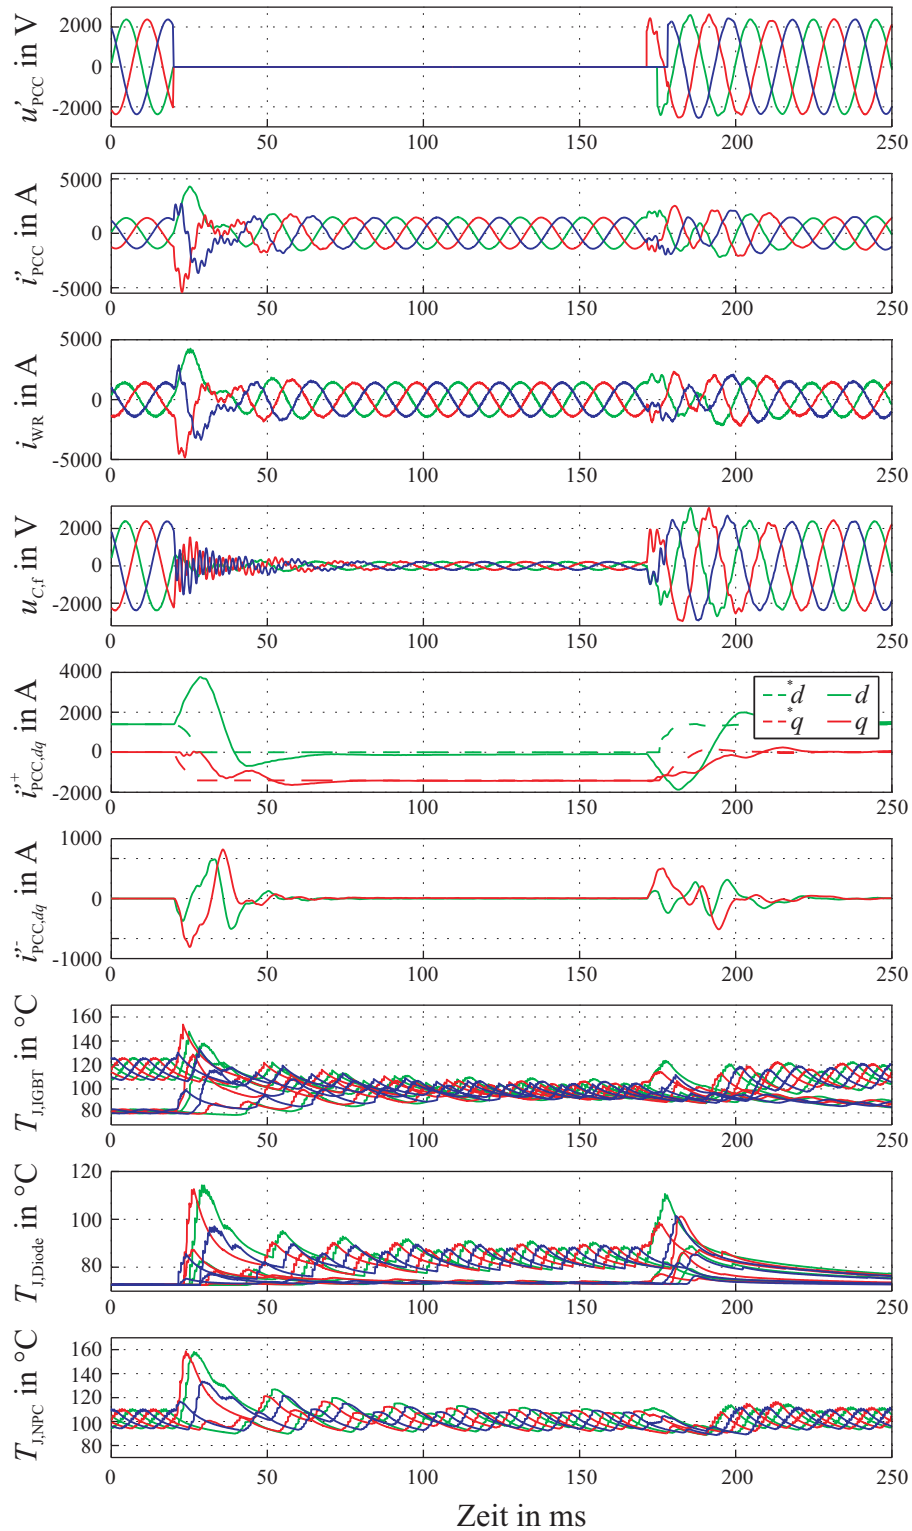 u'PCC in V
2000
0
-2000
0 50 100 150 200 250
i''PCC in A
5000
0
-5000
0 50 100 150 200 250
iWR in A
5000
0
-5000
0 50 100 150 200 250
uC,f in V
2000
0
-2000
0 50 100 150 200 250
i''+PCC,dq in A
4000
2000
0
-2000
*d d
*q q
0 50 100 150 200 250
i''-PCC,dq in A
1000
0
-1000
0 50 100 150 200 250
TJ,IGBT in °C
160
140
120
100
80
0 50 100 150 200 250
TJ,Diode in °C
120
100
80
0 50 100 150 200 250
TJ,NPC in °C
160
140
120
100
80
0 50 100 150 200 250
Zeit in ms